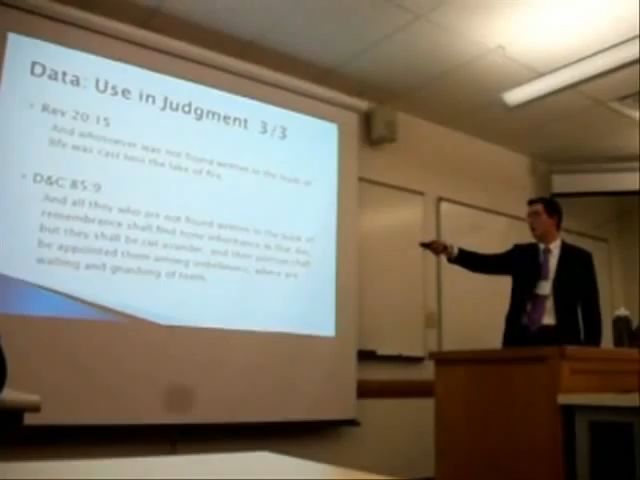 Data: Use in Judgment 3/3
Rev 20:15
And whosoever was not found written in the book of
life was cast into the lake of fire.
D&C 85:9
And all they who are not found written in the book of
remembrance shall find none inheritance in that day,
but they shall be cut asunder, and their portion shall
be appointed them among unbelievers, where are
wailing and gnashing of teeth.